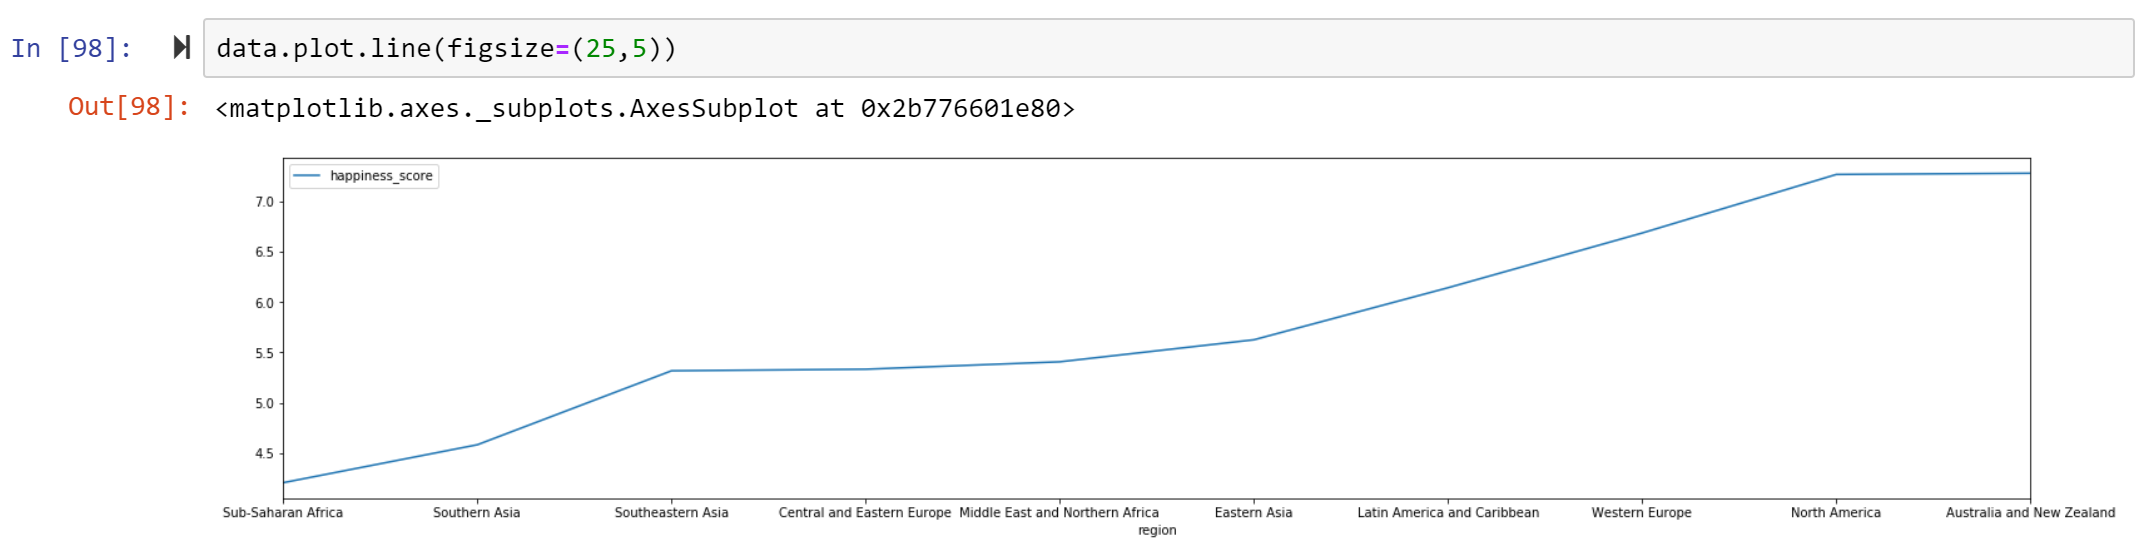 In [98]: data.plot.line(figsize=(25,5))
Out[98]: <matplotlib.axes._subplots.AxesSubplot at 0x2b776601e80>
happiness_score
7.0
6.5
6.0
5.5
5.0
4.5
Sub-Saharan Africa Southern Asia Southeastern Asia Central and Eastern Europe Middle East and Northern Africa Eastern Asia Latin America and Caribbean Western Europe North America Australia and New Zealand
region